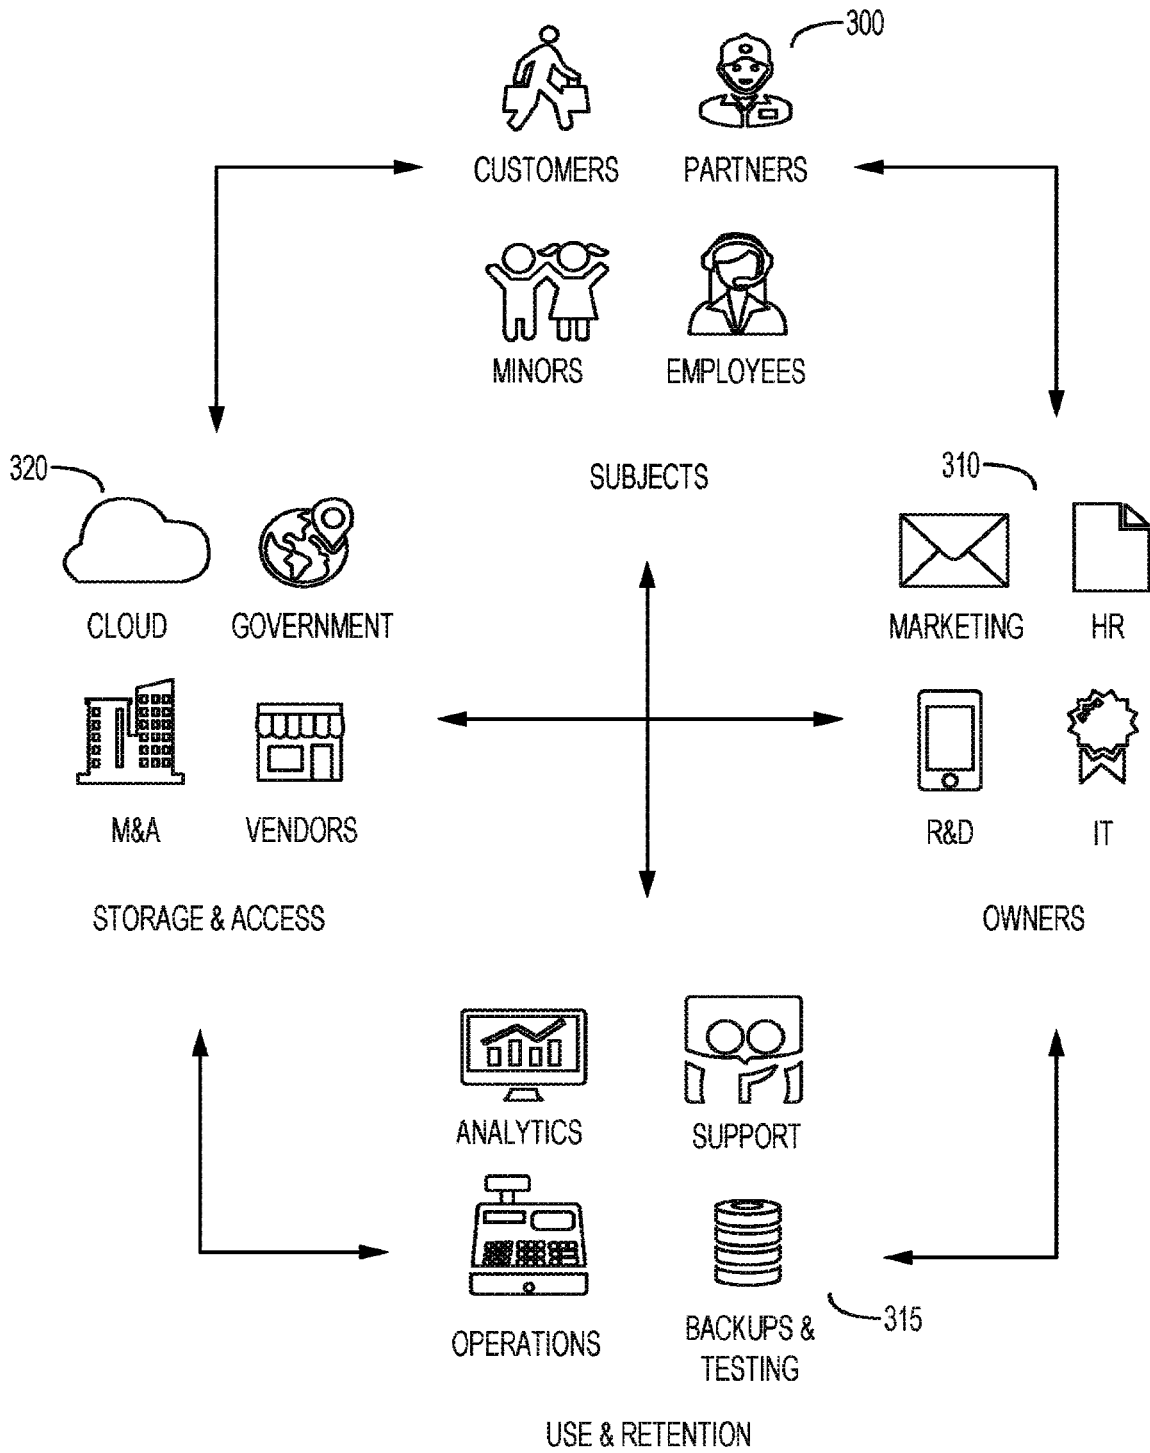 300
CUSTOMERS
PARTNERS
MINORS
EMPLOYEES
SUBJECTS
320
CLOUD
GOVERNMENT
M&A
VENDORS
STORAGE & ACCESS
310
MARKETING
HR
R&D
IT
OWNERS
ANALYTICS
SUPPORT
OPERATIONS
BACKUPS &
TESTING
315
USE & RETENTION